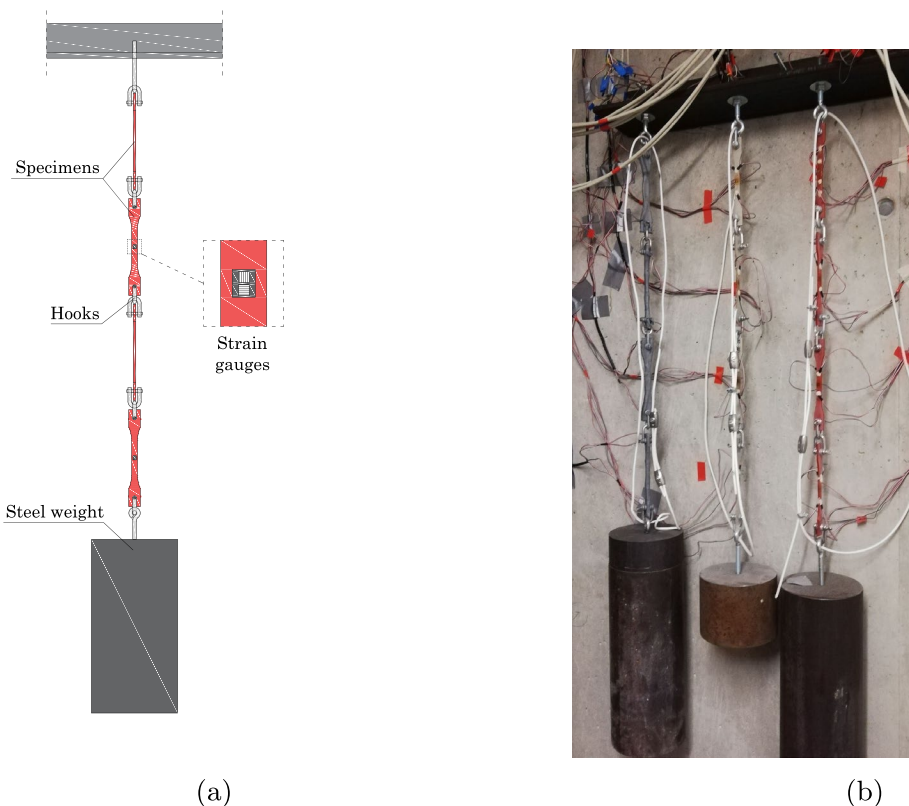 Specimens
Hooks
Strain
gauges
Steel weight
(a)
(b)